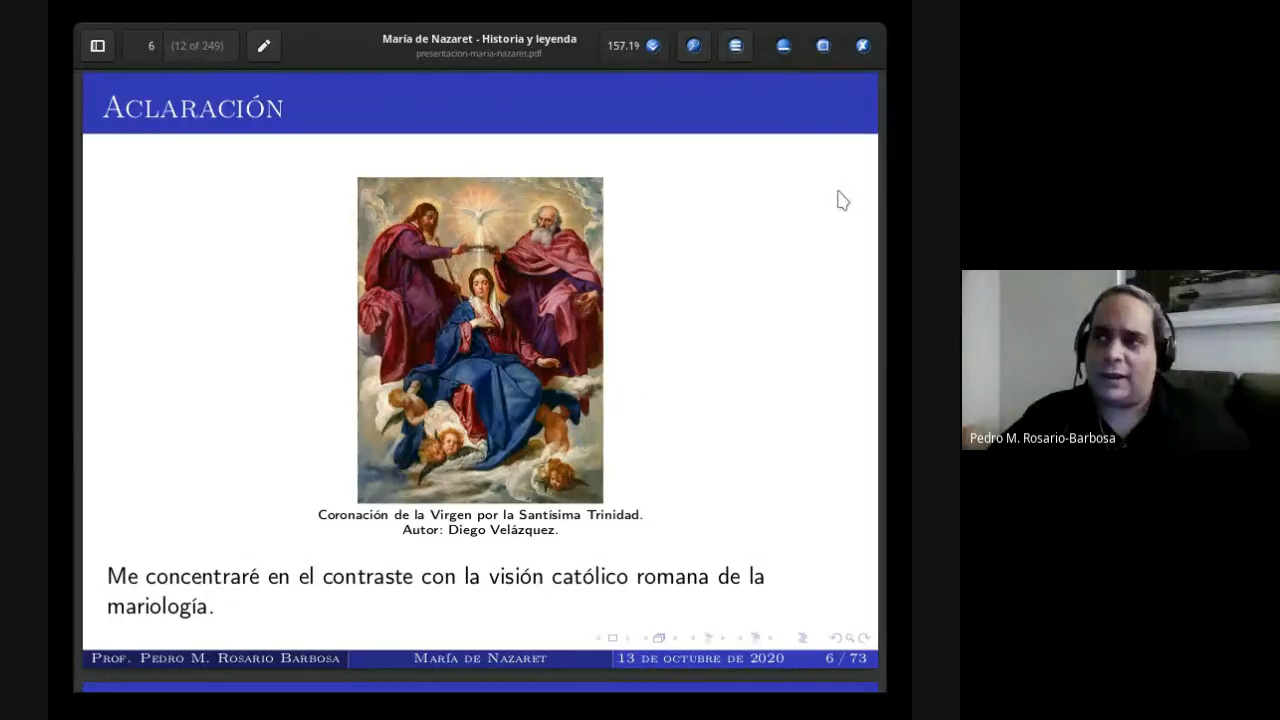 6 (12 of 249)
María de Nazaret - Historia y leyenda
presentacion-maria-nazaret.pdf
157.19
Aclaración
Coronación de la Virgen por la Santísima Trinidad.
Autor: Diego Velázquez.
Me concentraré en el contraste con la visión católico romana de la
mariología.
Prof. Pedro M. Rosario Barbosa
María de Nazaret
13 de octubre de 2020
6 / 73
Pedro M. Rosario-Barbosa